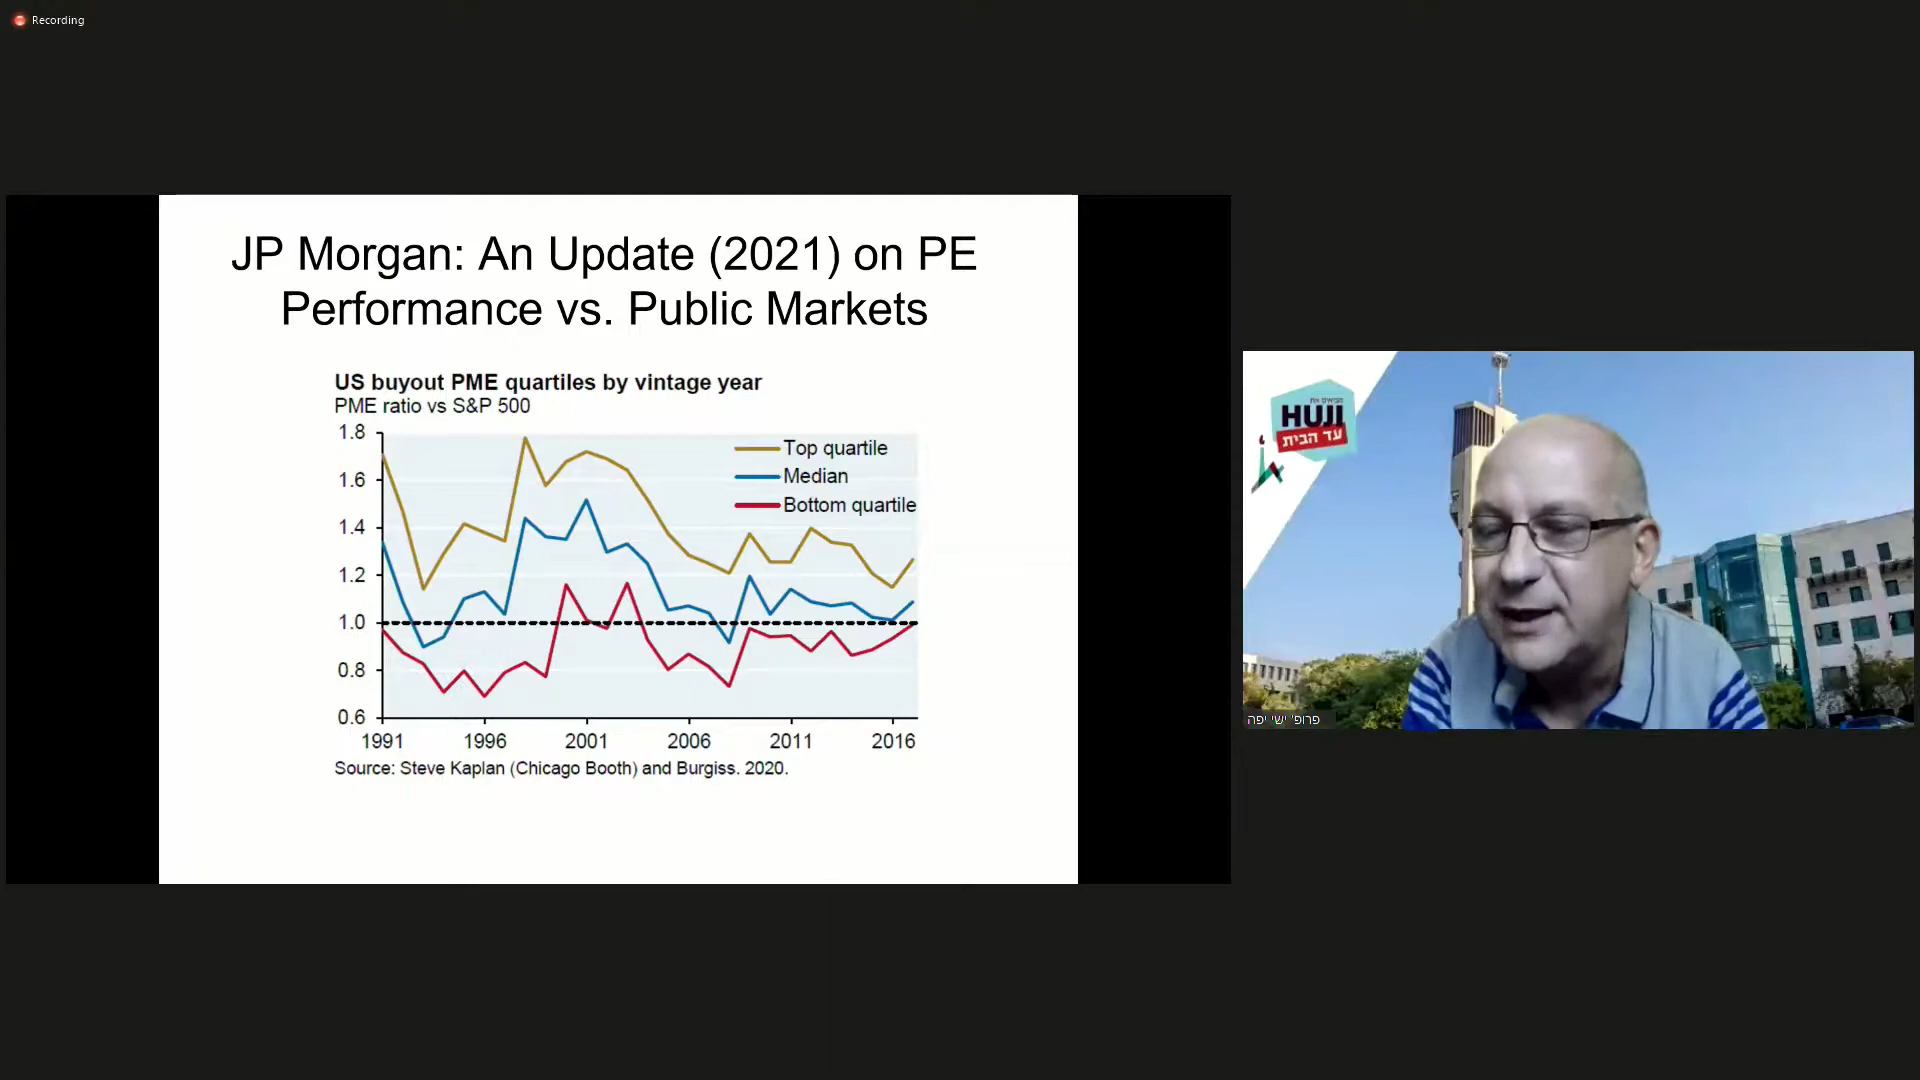 Recording
JP Morgan: An Update (2021) on PE
Performance vs. Public Markets
US buyout PME quartiles by vintage year
PME ratio vs S&P 500
1.8
1.6
1.4
1.2
1.0
0.8
0.6
Top quartile
Median
Bottom quartile
1991 1996 2001 2006 2011 2016
Source: Steve Kaplan (Chicago Booth) and Burgiss. 2020.
HUJI
עד הבית
פרופ' ישי יפה